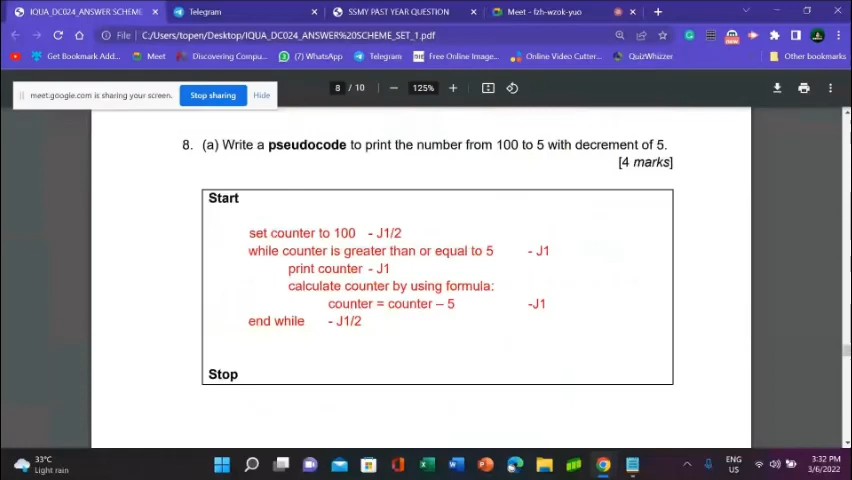 IQUA_DC024_ANSWER SCHEME
Telegram
SSMY PAST YEAR QUESTION
Meet - fzh-wzok-yuo
File
C:/Users/topen/Desktop/IQUA_DC024_ANSWER%20SCHEME_SET_1.pdf
Get Bookmark Add...
Meet
Discovering Compu...
(7) WhatsApp
Telegram
Free Online Image...
Online Video Cutter...
QuizWhizzer
Other bookmarks
meet.google.com is sharing your screen.
Stop sharing
Hide
8 / 10
125%
8. (a) Write a pseudocode to print the number from 100 to 5 with decrement of 5.
[4 marks]
Start
set counter to 100 - J1/2
while counter is greater than or equal to 5 - J1
print counter - J1
calculate counter by using formula:
counter = counter – 5 -J1
end while - J1/2
Stop
33°C
Light rain
ENG
US
3:32 PM
3/6/2022